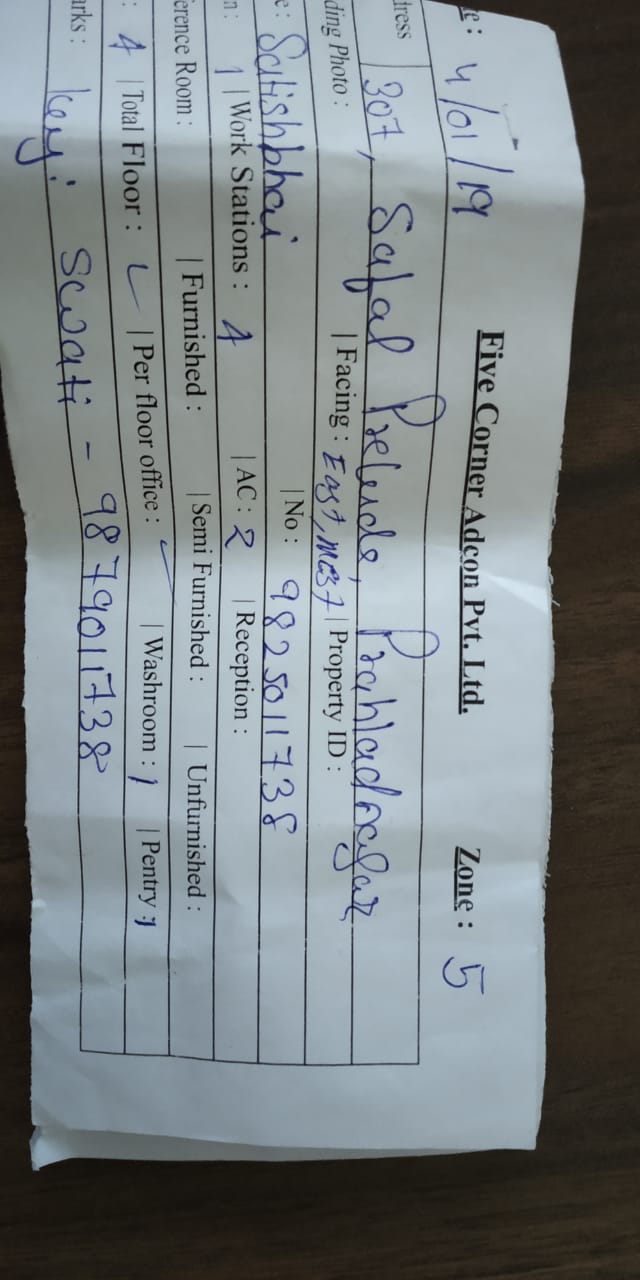 Five Corner Adcon Pvt. Ltd.
e : 4/01/19 Zone : 5
dress 307, Safal Prelude, Prahladnagar,
ding Photo : | Facing : East, west | Property ID :
e : Satishbhai | No : 9825011738
n : 1 | Work Stations : 4 | AC : 2 | Reception :
erence Room : | Furnished : | Semi Furnished : | Unfurnished :
: 4 | Total Floor : | Per floor office : ✓ | Washroom : 1 | Pentry : 1
arks : key : Swati - 9879011738